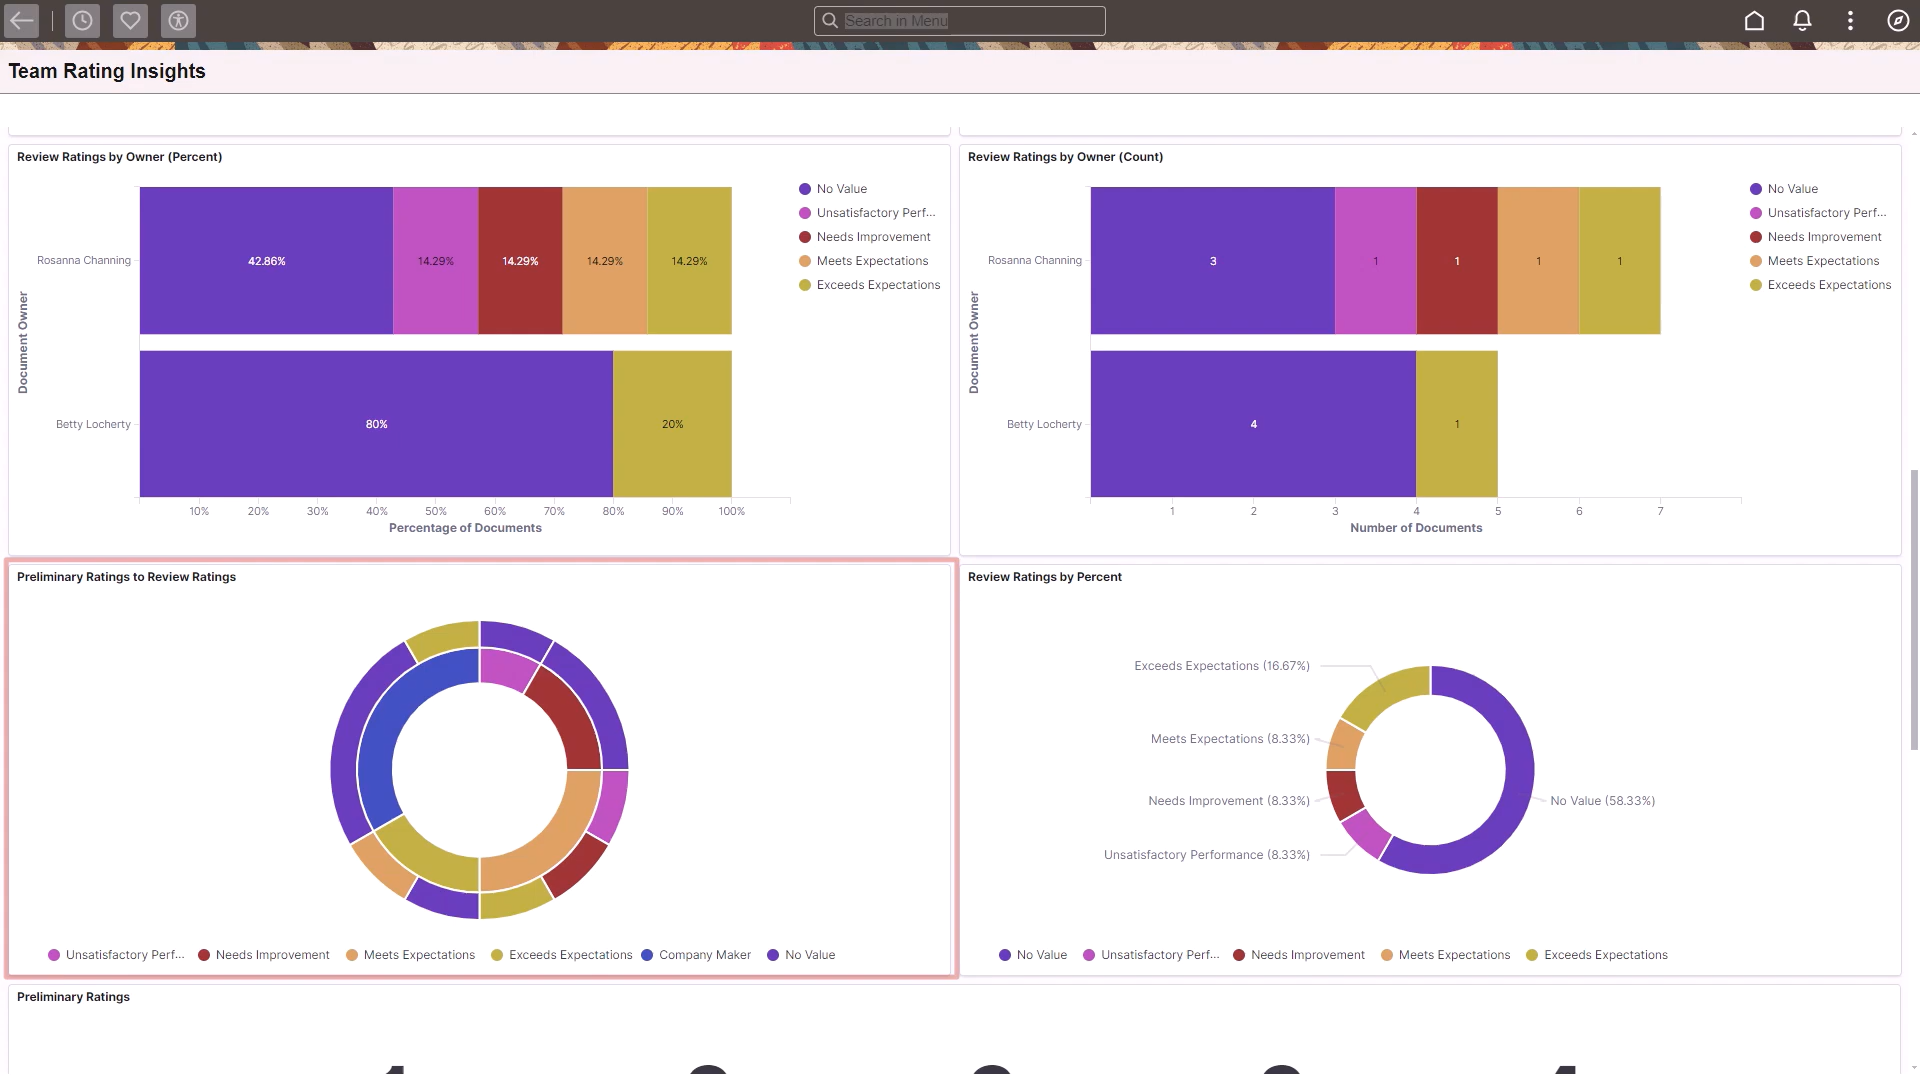 Search in Menu
Team Rating Insights
Review Ratings by Owner (Percent)
Document Owner
Rosanna Channing
42.86%
14.29%
14.29%
14.29%
14.29%
Betty Locherty
80%
20%
10%
20%
30%
40%
50%
60%
70%
80%
90%
100%
Percentage of Documents
No Value
Unsatisfactory Perf...
Needs Improvement
Meets Expectations
Exceeds Expectations
Review Ratings by Owner (Count)
Document Owner
Rosanna Channing
3
1
1
1
1
Betty Locherty
4
1
1
2
3
4
5
6
7
Number of Documents
No Value
Unsatisfactory Perf...
Needs Improvement
Meets Expectations
Exceeds Expectations
Preliminary Ratings to Review Ratings
Unsatisfactory Perf...
Needs Improvement
Meets Expectations
Exceeds Expectations
Company Maker
No Value
Review Ratings by Percent
Exceeds Expectations (16.67%)
Meets Expectations (8.33%)
Needs Improvement (8.33%)
No Value (58.33%)
Unsatisfactory Performance (8.33%)
No Value
Unsatisfactory Perf...
Needs Improvement
Meets Expectations
Exceeds Expectations
Preliminary Ratings